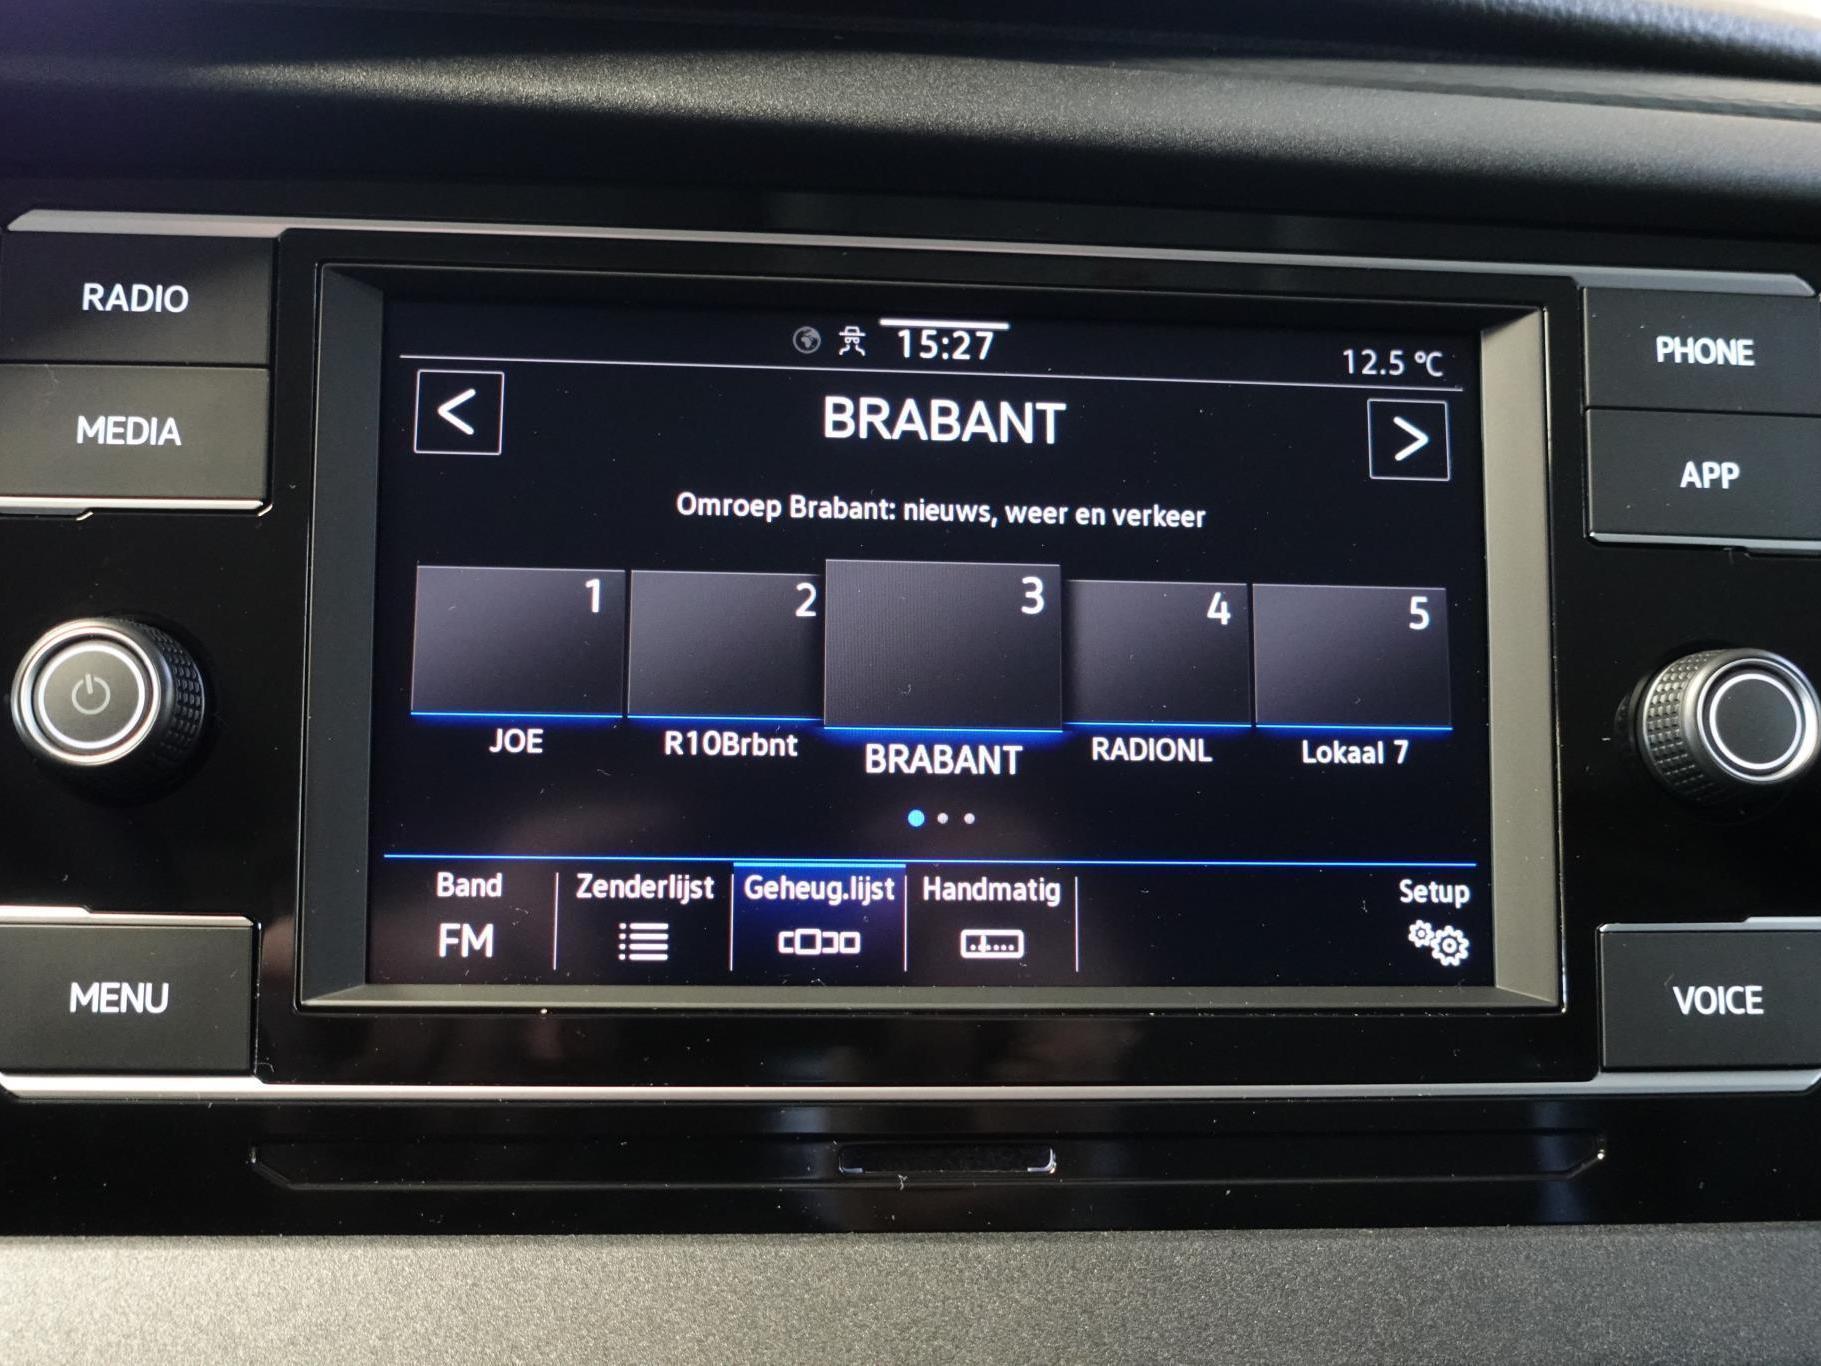 RADIO
MEDIA
MENU
15:27
12.5 °C
<
BRABANT
>
Omroep Brabant: nieuws, weer en verkeer
1
2
3
4
5
JOE
R10Brbnt
BRABANT
RADIONL
Lokaal 7
Band
Zenderlijst
Geheug.lijst
Handmatig
Setup
FM
PHONE
APP
VOICE